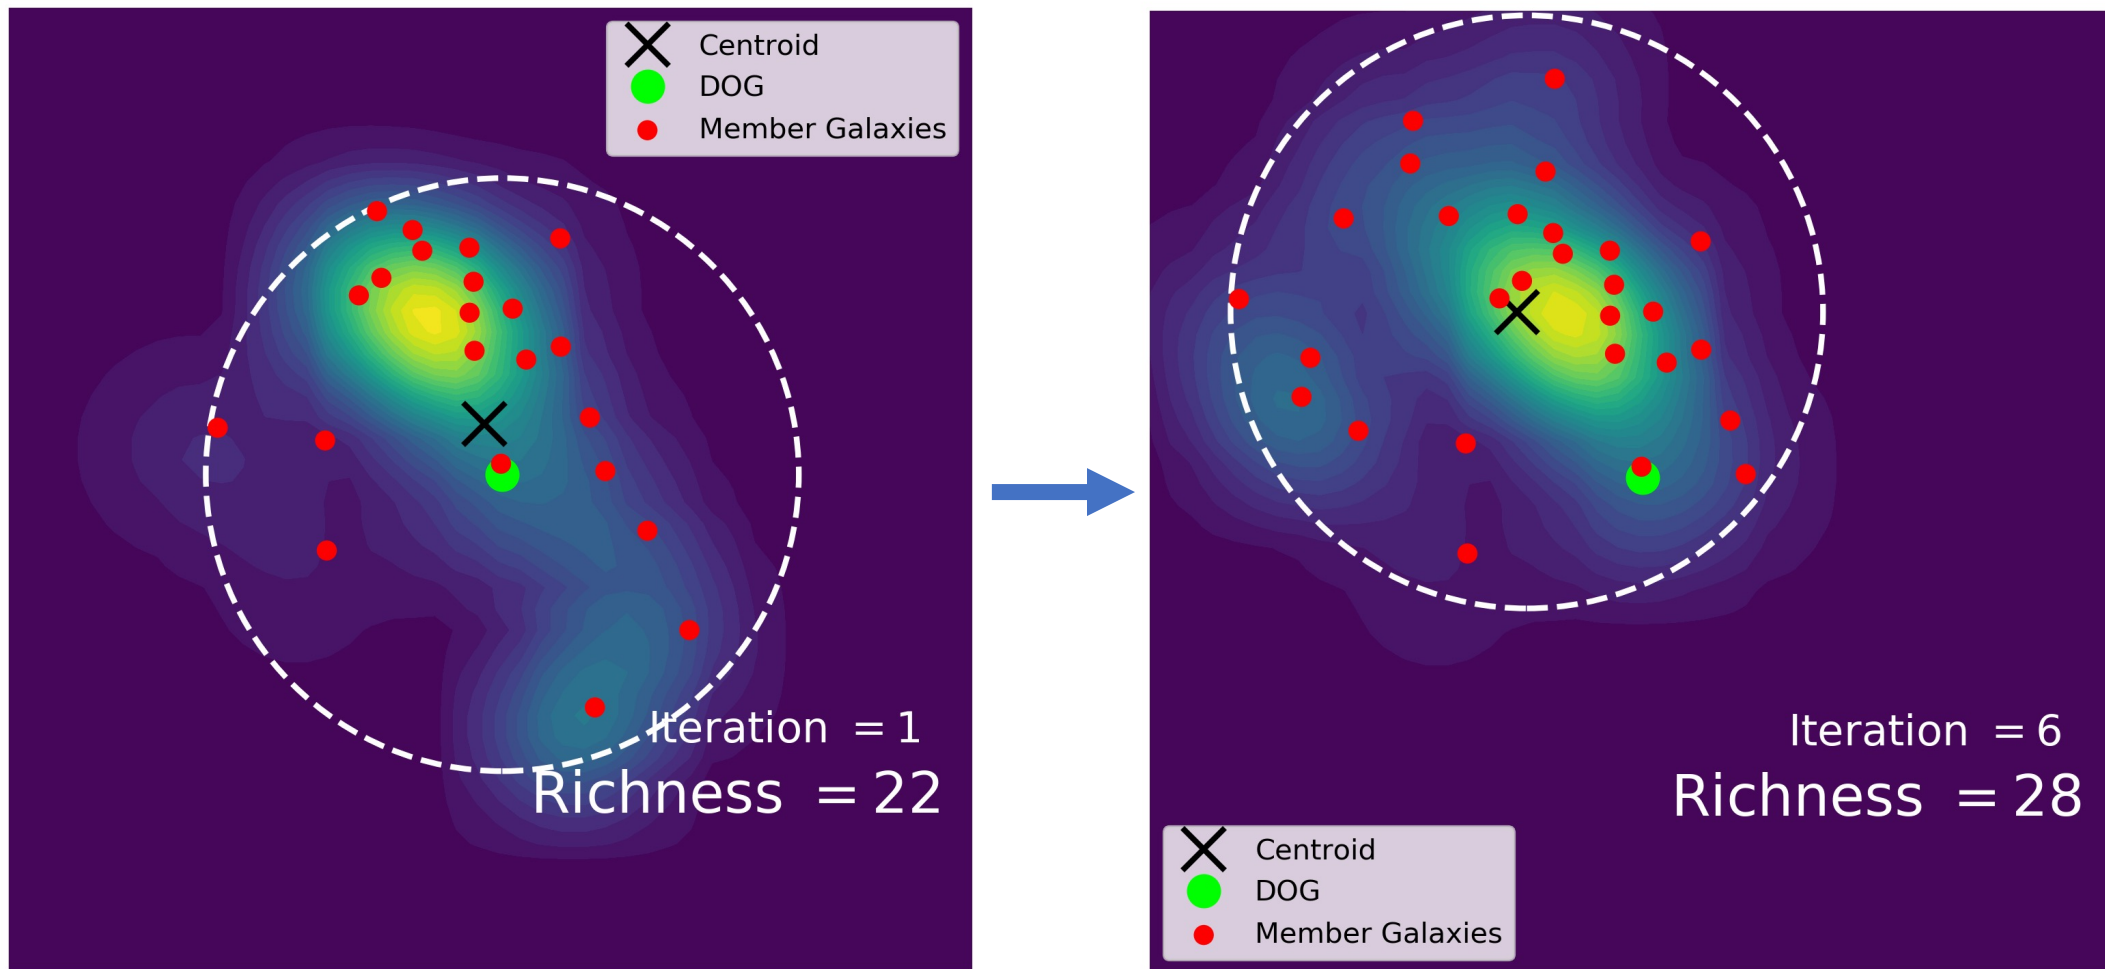 Centroid
DOG
Member Galaxies
Iteration = 1
Richness = 22
Iteration = 6
Richness = 28
Centroid
DOG
Member Galaxies